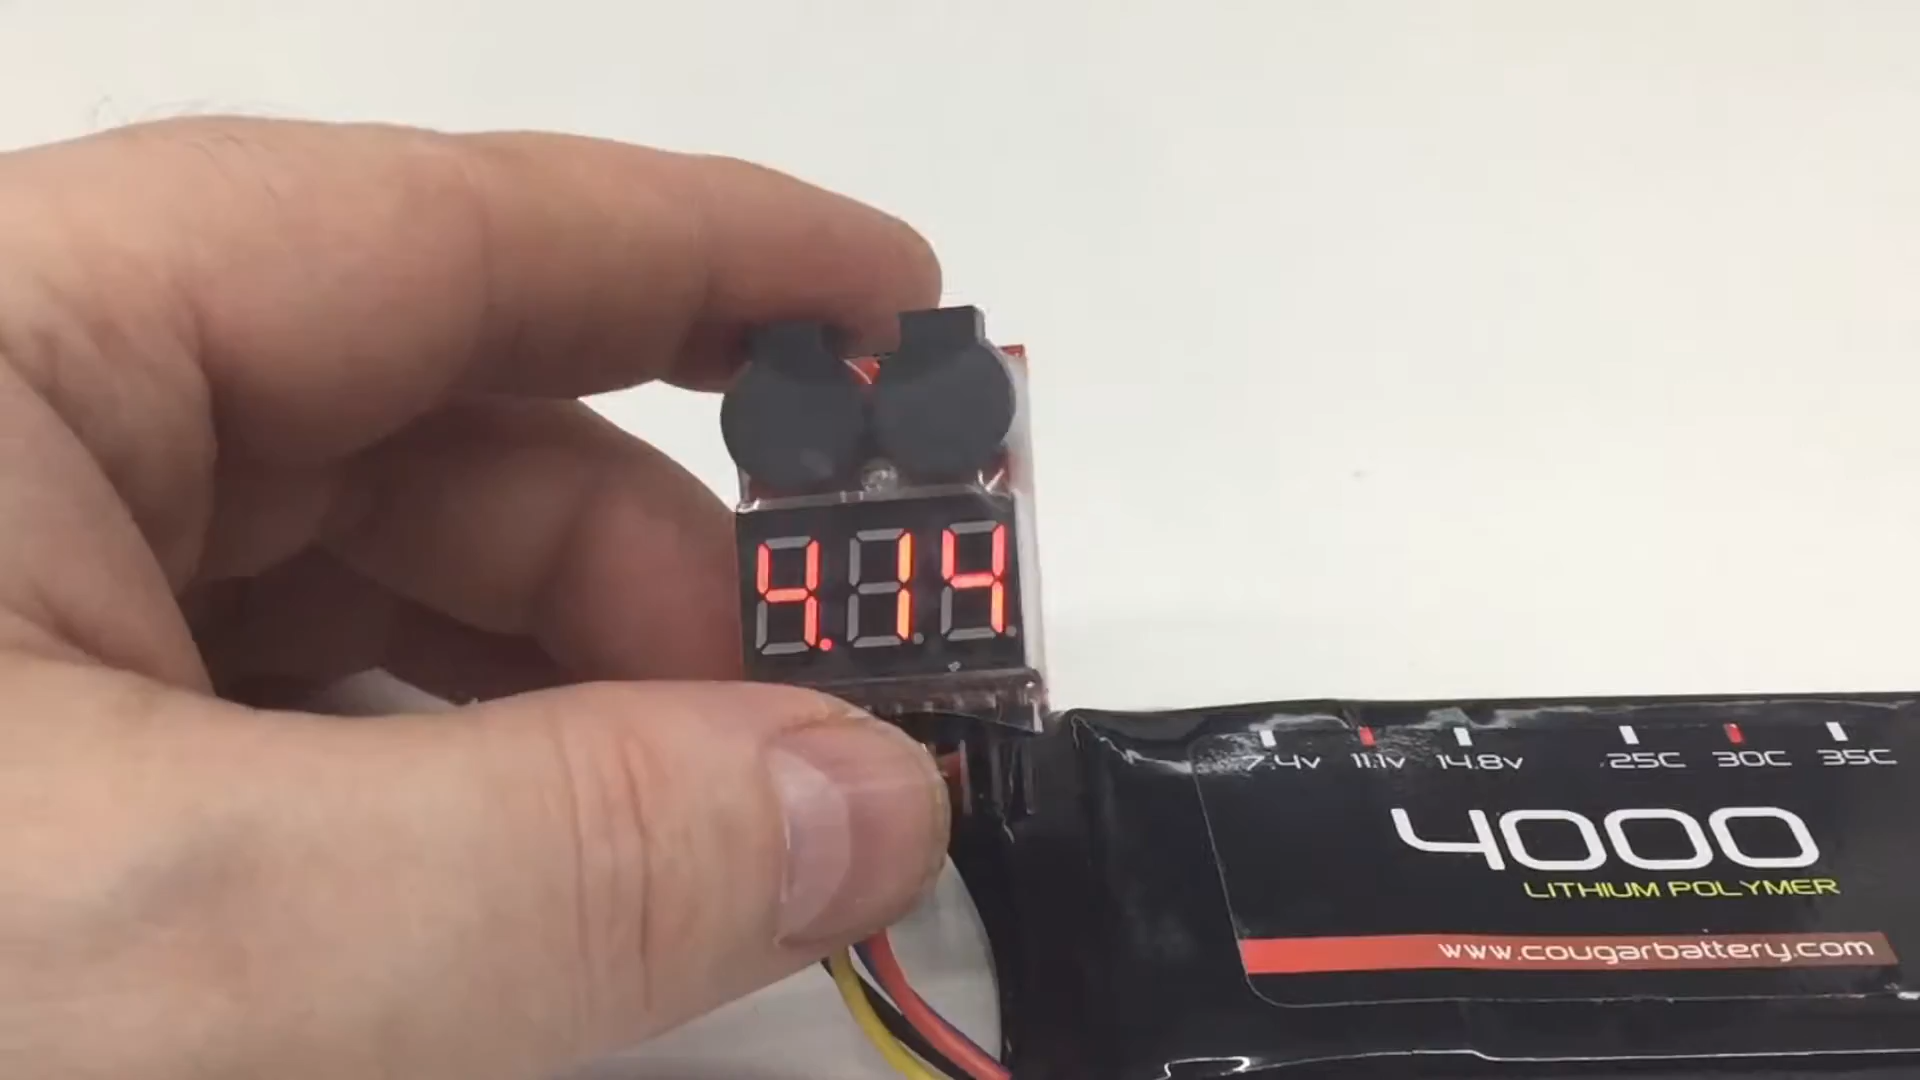 4.14
7.4v 11.1v 14.8v 25C 30C 35C
4000
LITHIUM POLYMER
www.cougarbattery.com